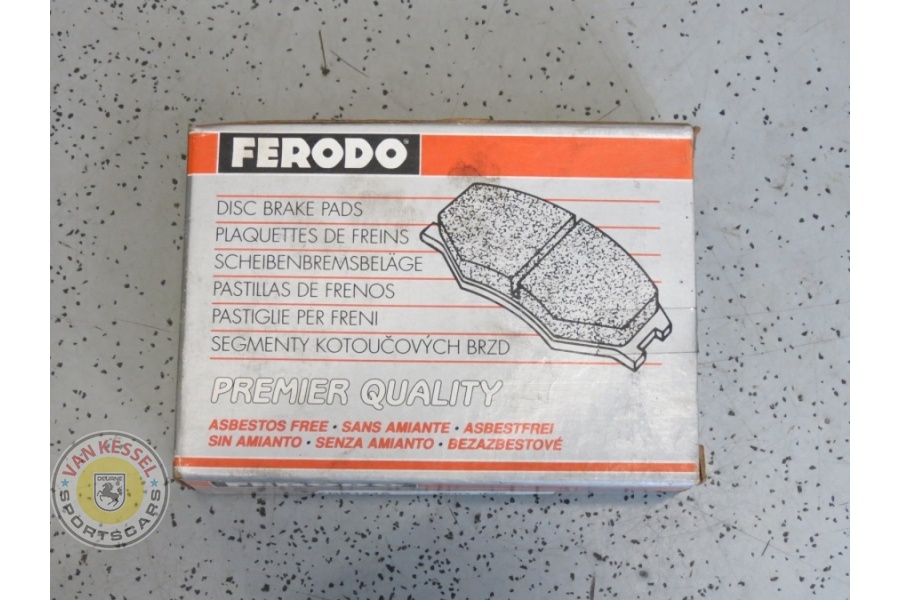 FERODO®
DISC BRAKE PADS
PLAQUETTES DE FREINS
SCHEIBENBREMSBELÄGE
PASTILLAS DE FRENOS
PASTIGLIE PER FRENI
SEGMENTY KOTOUČOVÝCH BRZD
PREMIER QUALITY
ASBESTOS FREE • SANS AMIANTE • ASBESTFREI
SIN AMIANTO • SENZA AMIANTO • BEZAZBESTOVÉ
VAN KESSEL
SPORTSCARS